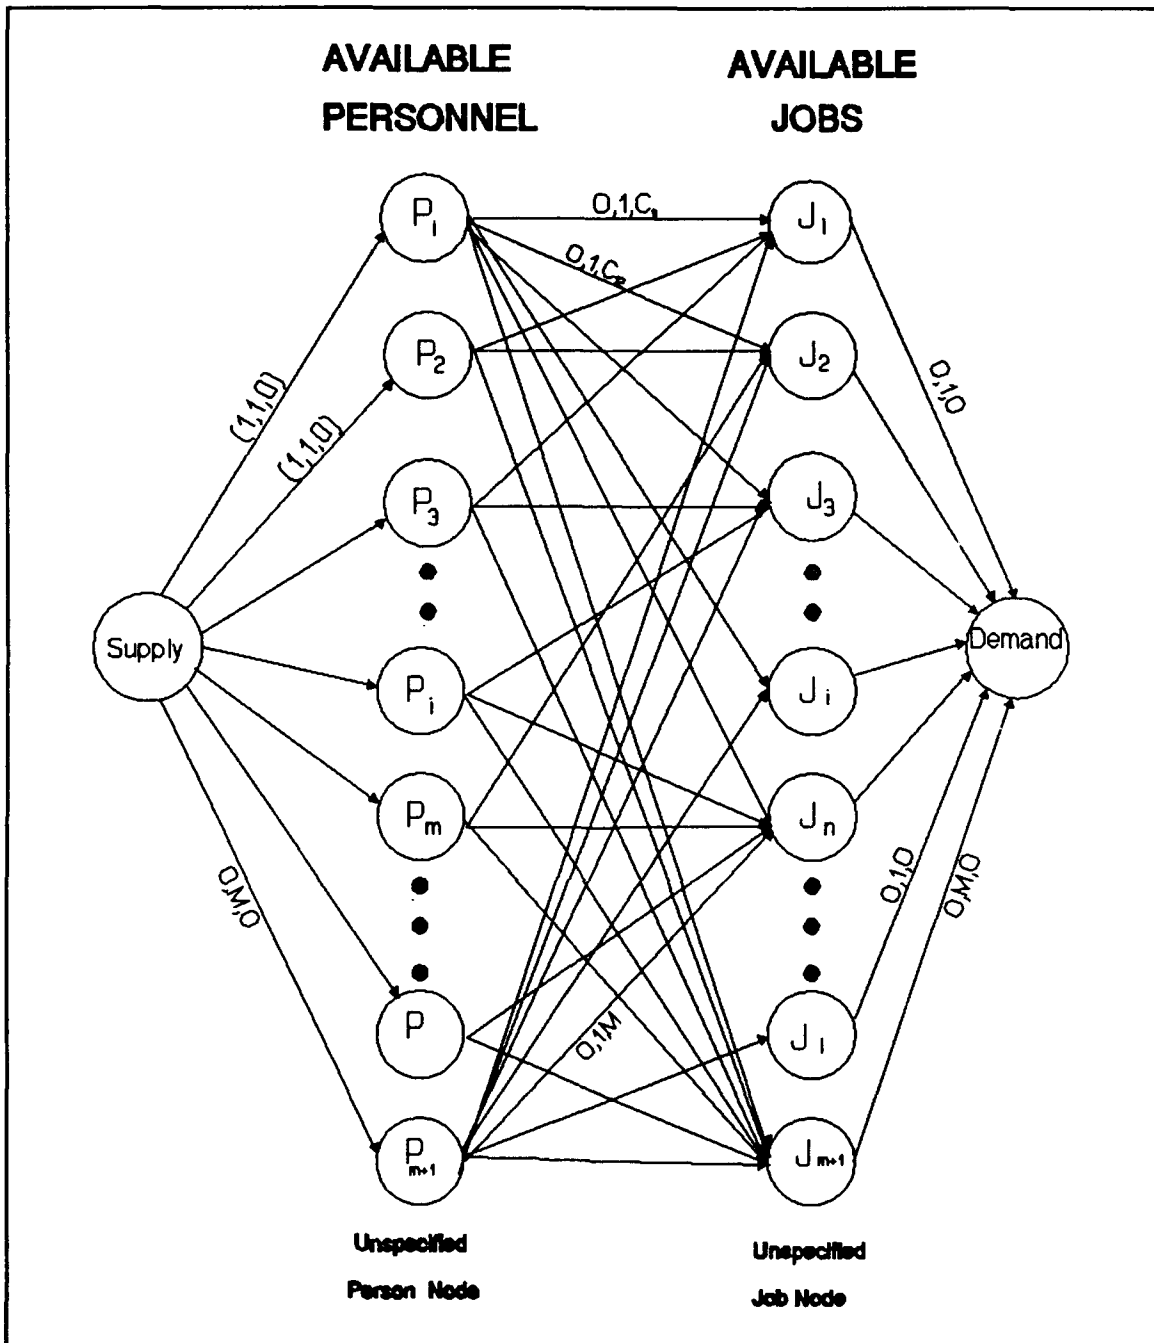 AVAILABLE
PERSONNEL
AVAILABLE
JOBS
P1
P2
P3
Pi
Pm
P
Pm+1
J1
J2
J3
Ji
Jn
Jl
Jm+1
Supply
Demand
(1,1,0)
(1,1,0)
0,M,0
0,1,C1
0,1,C2
0,1,M
0,1,0
0,1,0
0,M,0
Unspecified
Person Node
Unspecified
Job Node